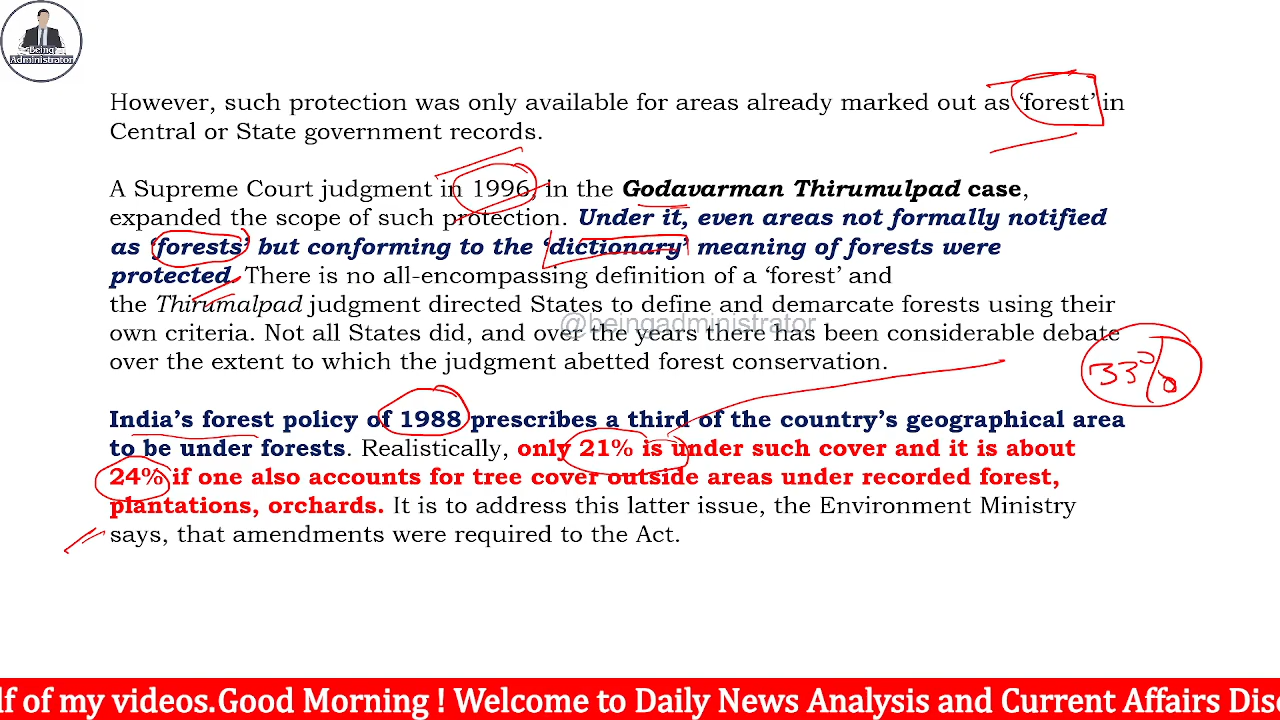 Being
Administrator
However, such protection was only available for areas already marked out as ‘forest’ in
Central or State government records.
A Supreme Court judgment in 1996, in the Godavarman Thirumulpad case,
expanded the scope of such protection. Under it, even areas not formally notified
as ‘forests’ but conforming to the ‘dictionary’ meaning of forests were
protected. There is no all-encompassing definition of a ‘forest’ and
the Thirumalpad judgment directed States to define and demarcate forests using their
own criteria. Not all States did, and over the years there has been considerable debate
over the extent to which the judgment abetted forest conservation.
@beingadministrator
33%
India’s forest policy of 1988 prescribes a third of the country’s geographical area
to be under forests. Realistically, only 21% is under such cover and it is about
24% if one also accounts for tree cover outside areas under recorded forest,
plantations, orchards. It is to address this latter issue, the Environment Ministry
says, that amendments were required to the Act.
lf of my videos.Good Morning ! Welcome to Daily News Analysis and Current Affairs Disc